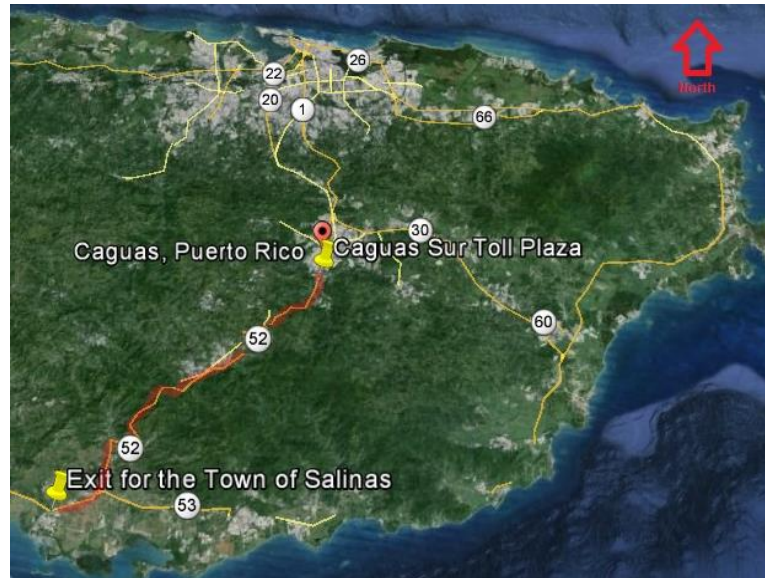 26
22
North
20
1
66
30
Caguas, Puerto Rico
Caguas Sur Toll Plaza
60
52
52
Exit for the Town of Salinas
53